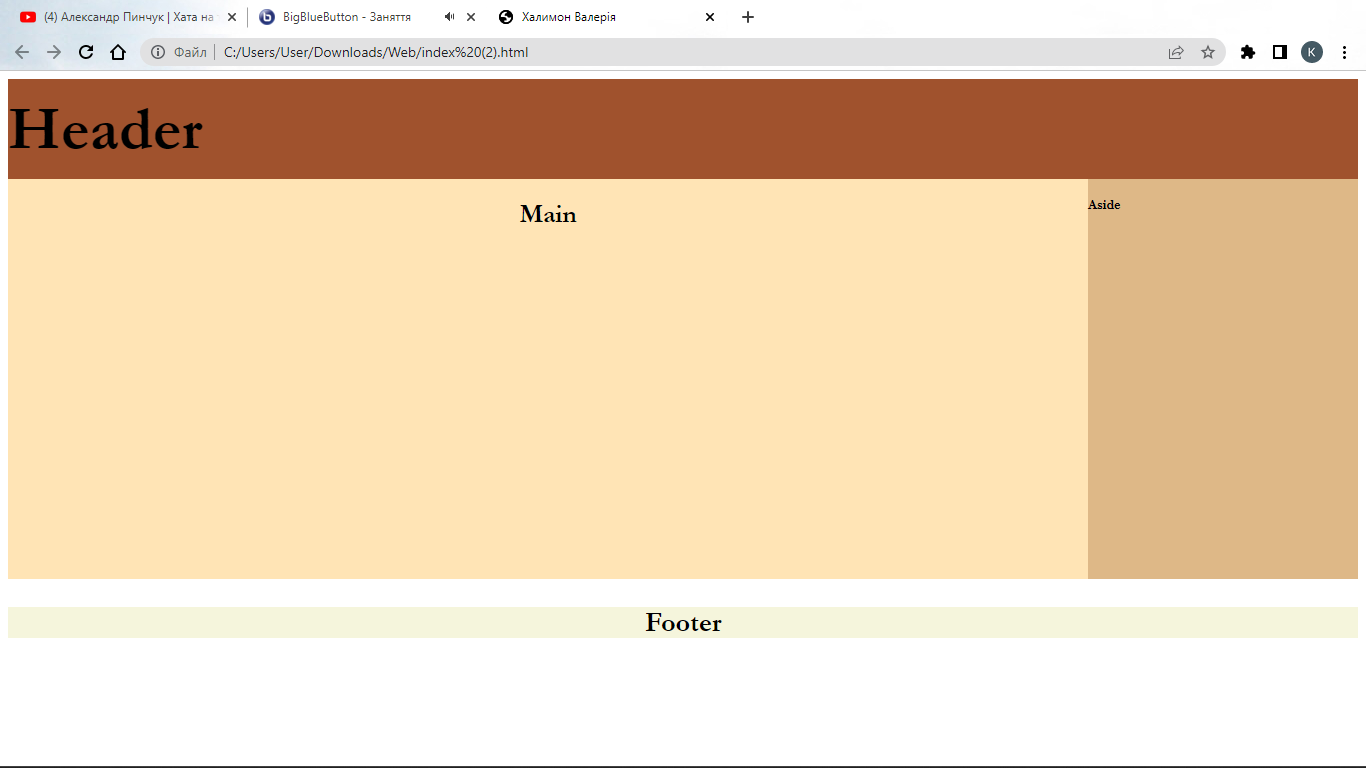 (4) Александр Пинчук | Хата на
BigBlueButton - Заняття
Халимон Валерія
Файл
C:/Users/User/Downloads/Web/index%20(2).html
K
Header
Main
Aside
Footer